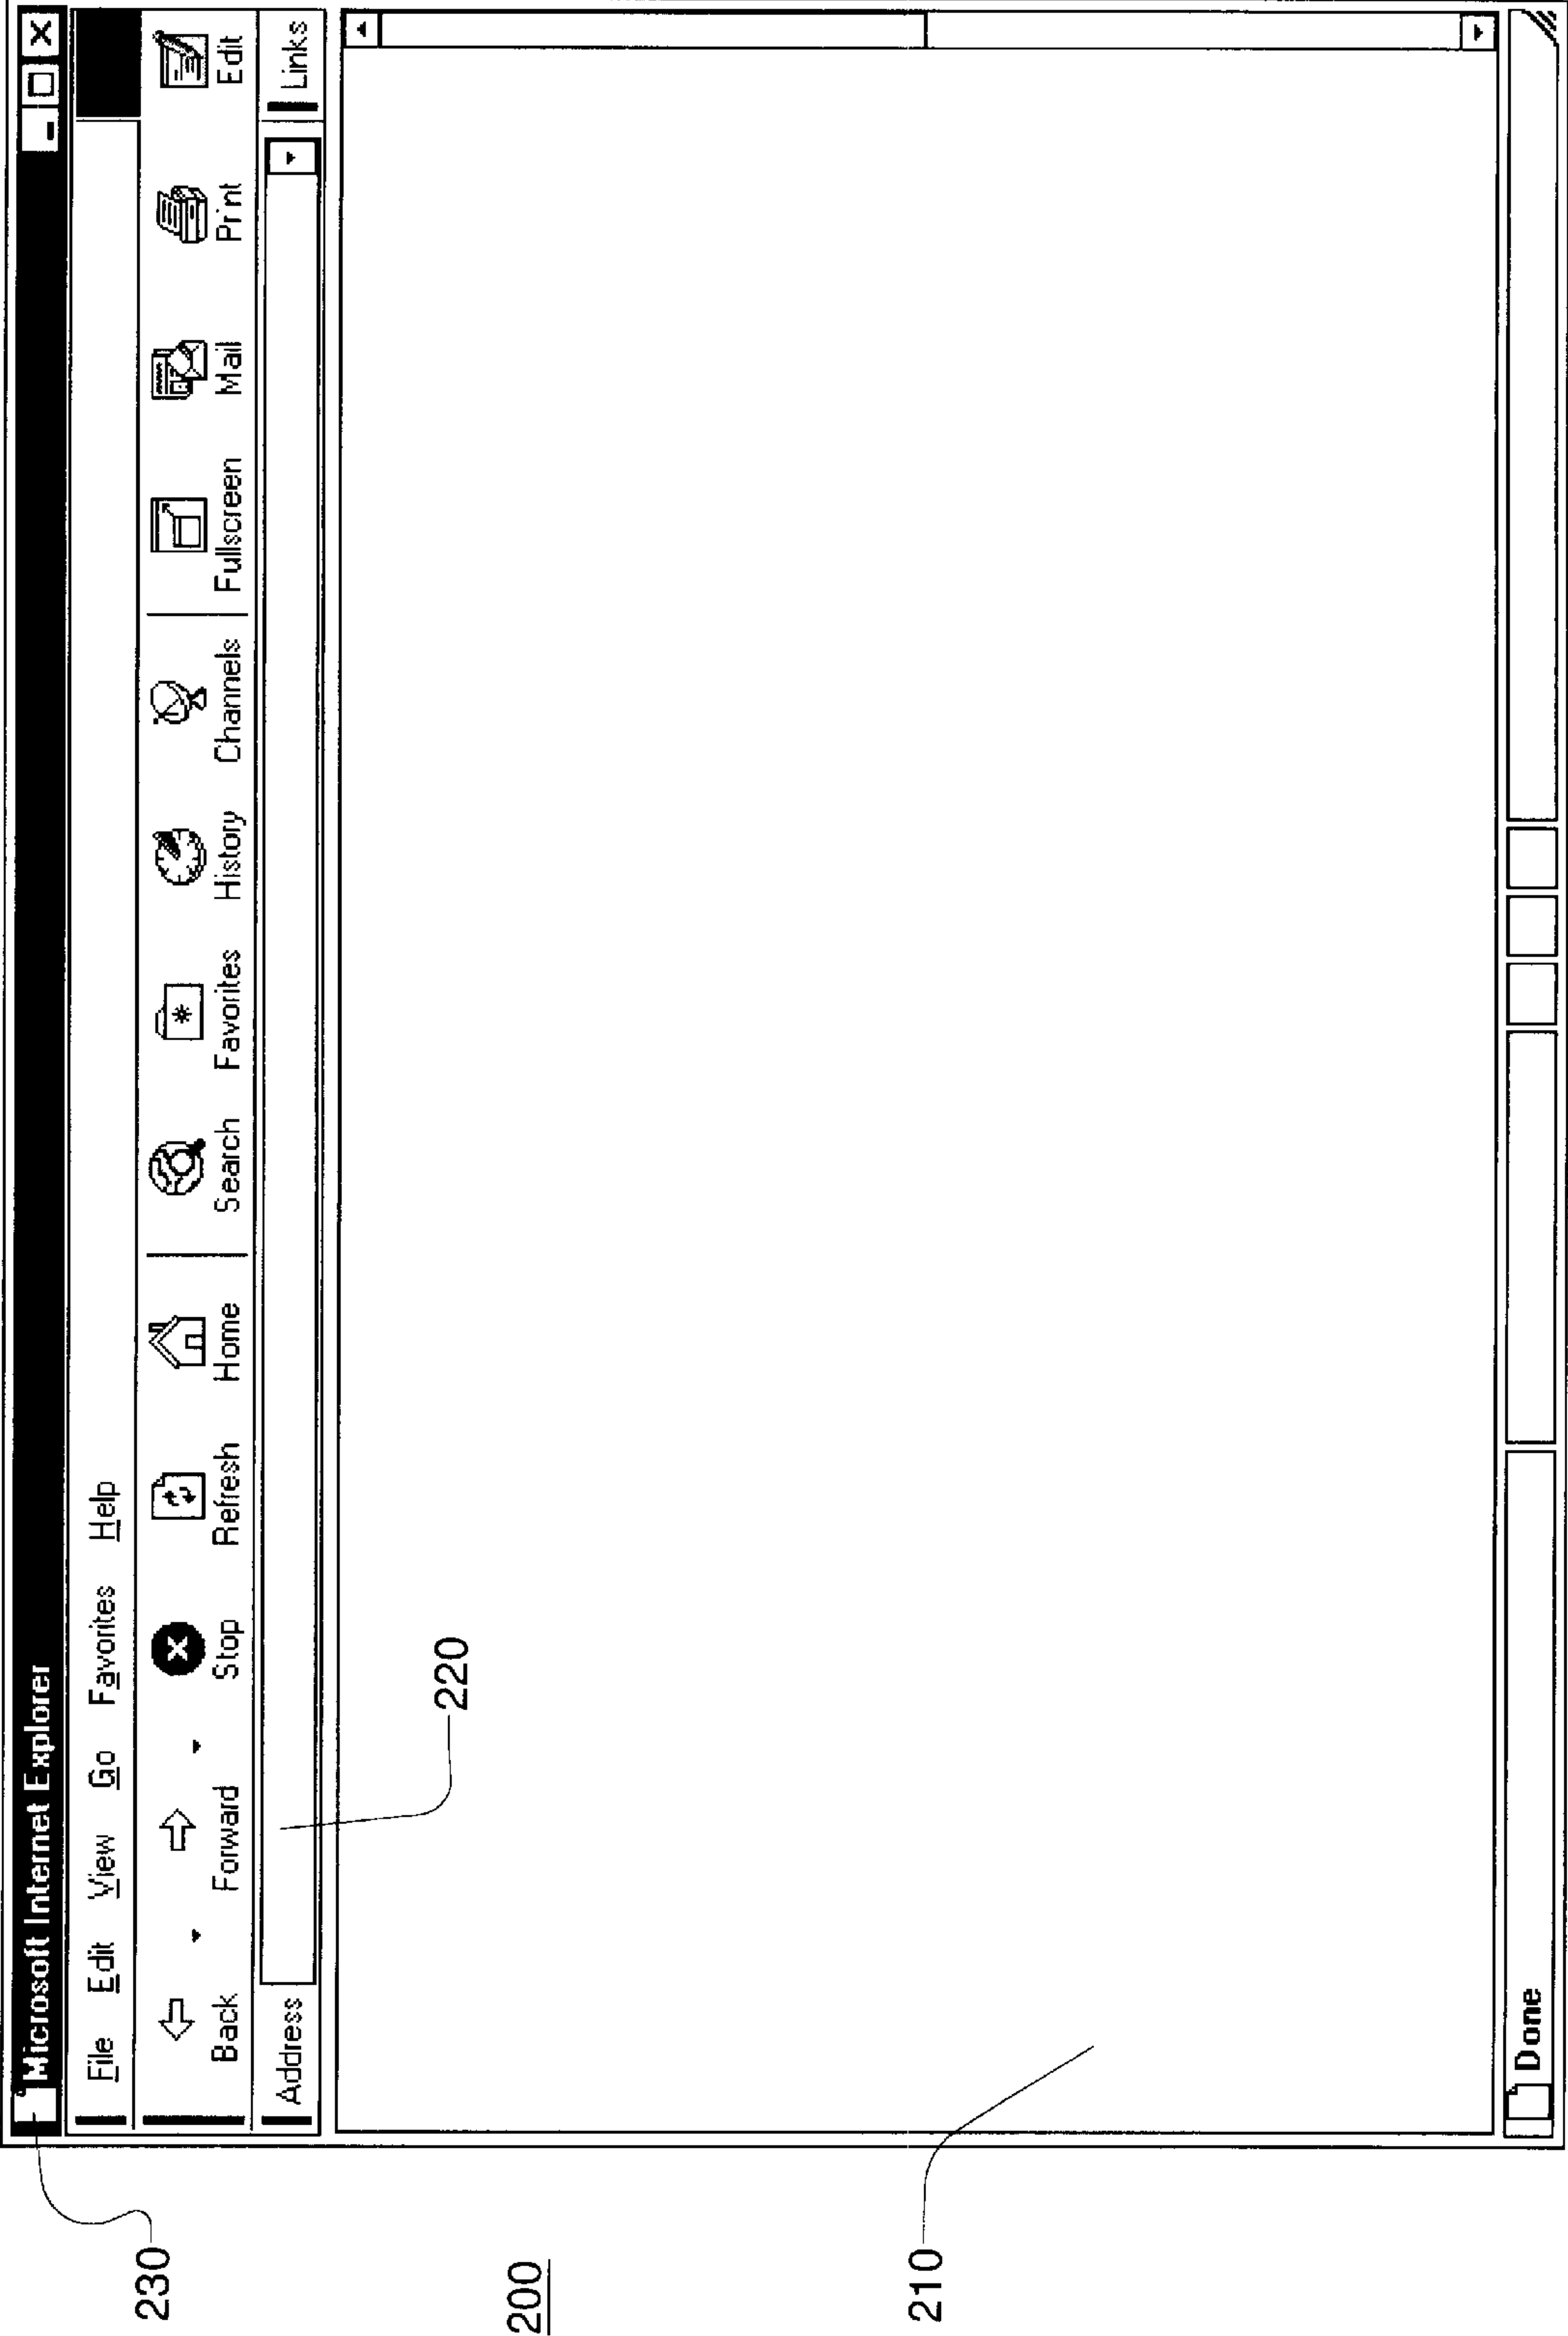 Microsoft Internet Explorer
File Edit View Go Favorites Help
Back Forward Stop Refresh Home Search Favorites History Channels Fullscreen Mail Print Edit
Address Links
Done
230
200
220
210